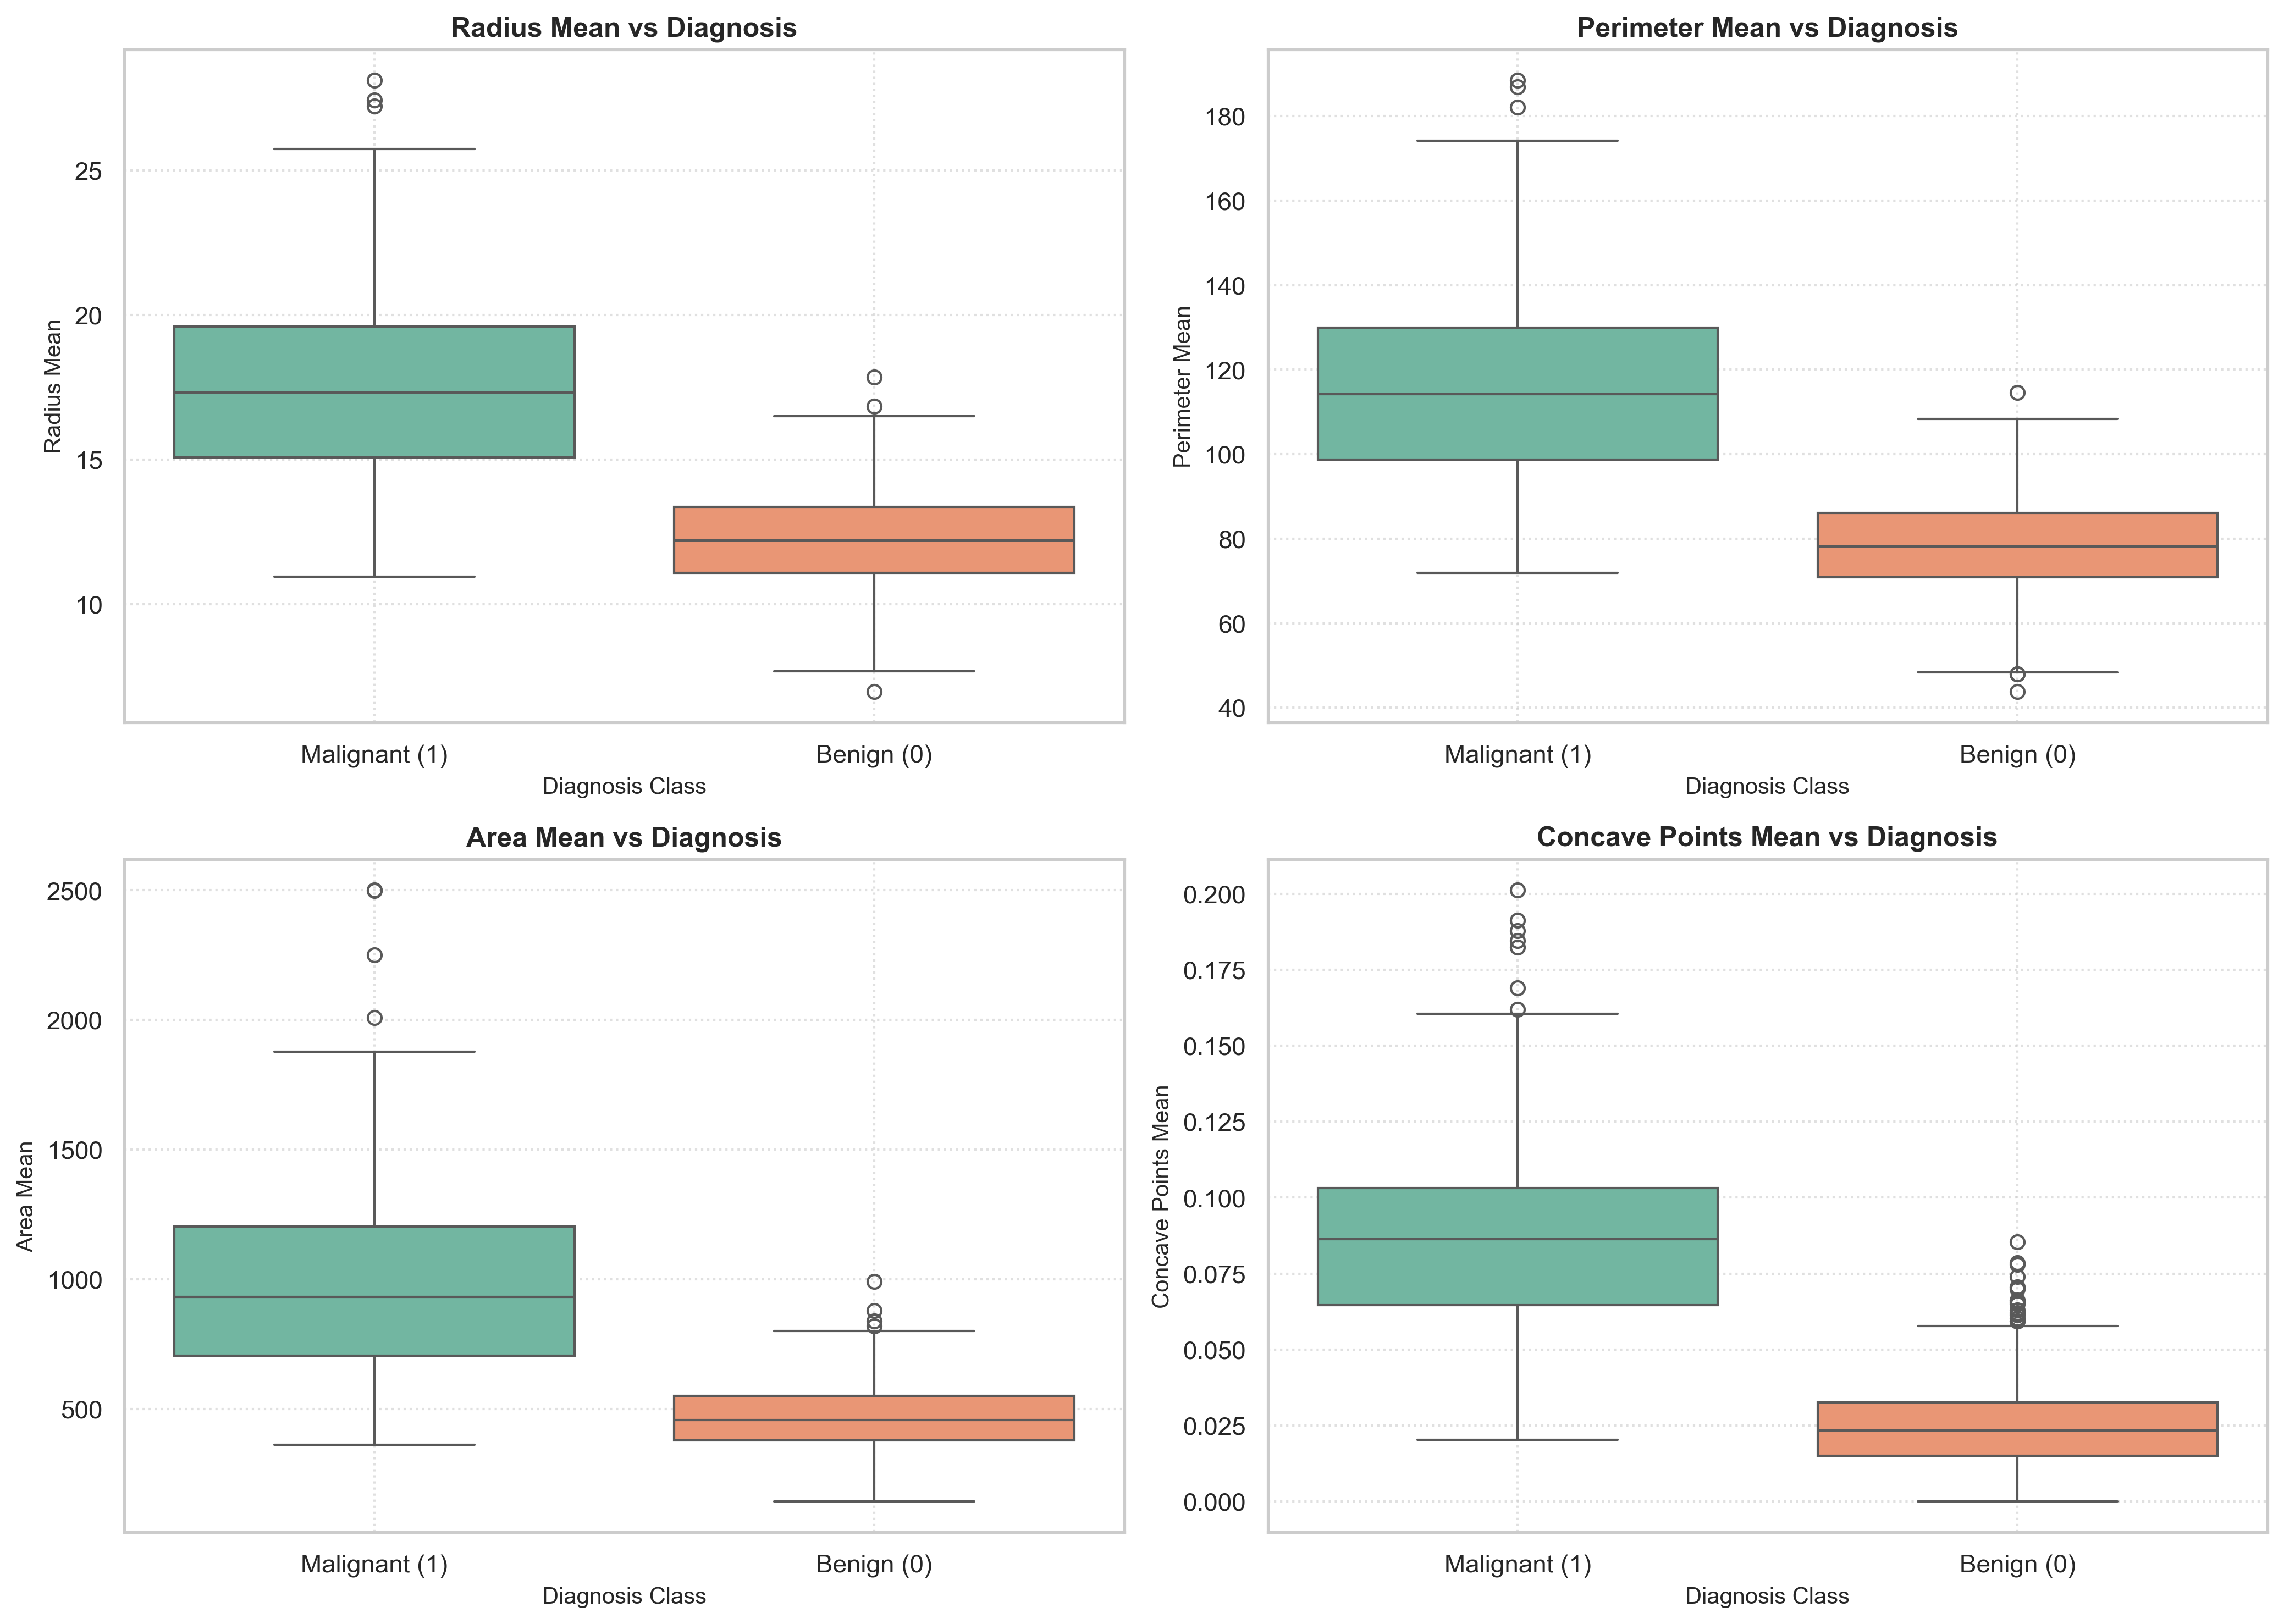 Radius Mean vs Diagnosis
Radius Mean
25
20
15
10
Malignant (1)
Benign (0)
Diagnosis Class
Perimeter Mean vs Diagnosis
Perimeter Mean
180
160
140
120
100
80
60
40
Malignant (1)
Benign (0)
Diagnosis Class
Area Mean vs Diagnosis
Area Mean
2500
2000
1500
1000
500
Malignant (1)
Benign (0)
Diagnosis Class
Concave Points Mean vs Diagnosis
Concave Points Mean
0.200
0.175
0.150
0.125
0.100
0.075
0.050
0.025
0.000
Malignant (1)
Benign (0)
Diagnosis Class